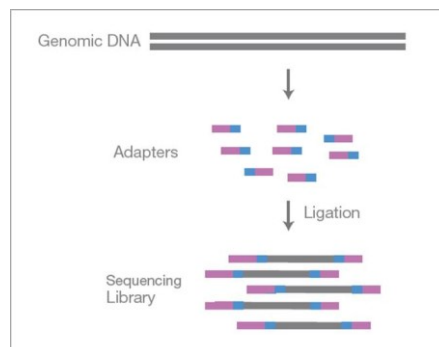 Genomic DNA
Adapters
Ligation
Sequencing
Library